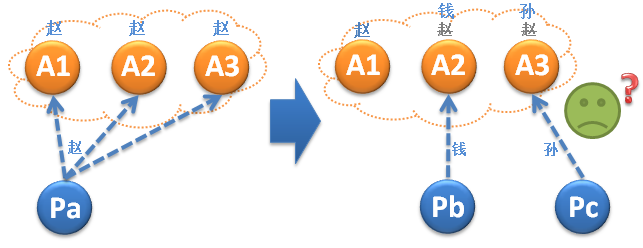 赵 赵 赵
A1 A2 A3
赵
Pa
钱 孙
赵 赵 赵
A1 A2 A3
?
钱 孙
Pb Pc